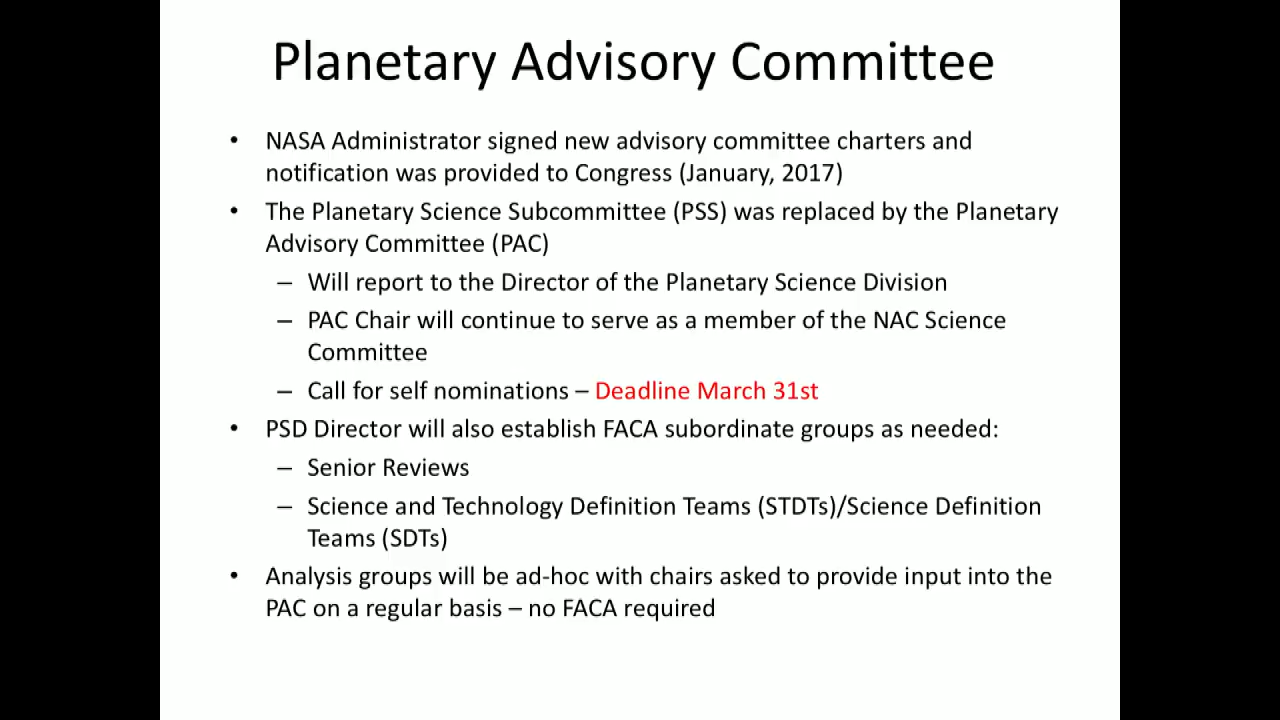 Planetary Advisory Committee
• NASA Administrator signed new advisory committee charters and
notification was provided to Congress (January, 2017)
• The Planetary Science Subcommittee (PSS) was replaced by the Planetary
Advisory Committee (PAC)
– Will report to the Director of the Planetary Science Division
– PAC Chair will continue to serve as a member of the NAC Science
Committee
– Call for self nominations – Deadline March 31st
• PSD Director will also establish FACA subordinate groups as needed:
– Senior Reviews
– Science and Technology Definition Teams (STDTs)/Science Definition
Teams (SDTs)
• Analysis groups will be ad-hoc with chairs asked to provide input into the
PAC on a regular basis – no FACA required